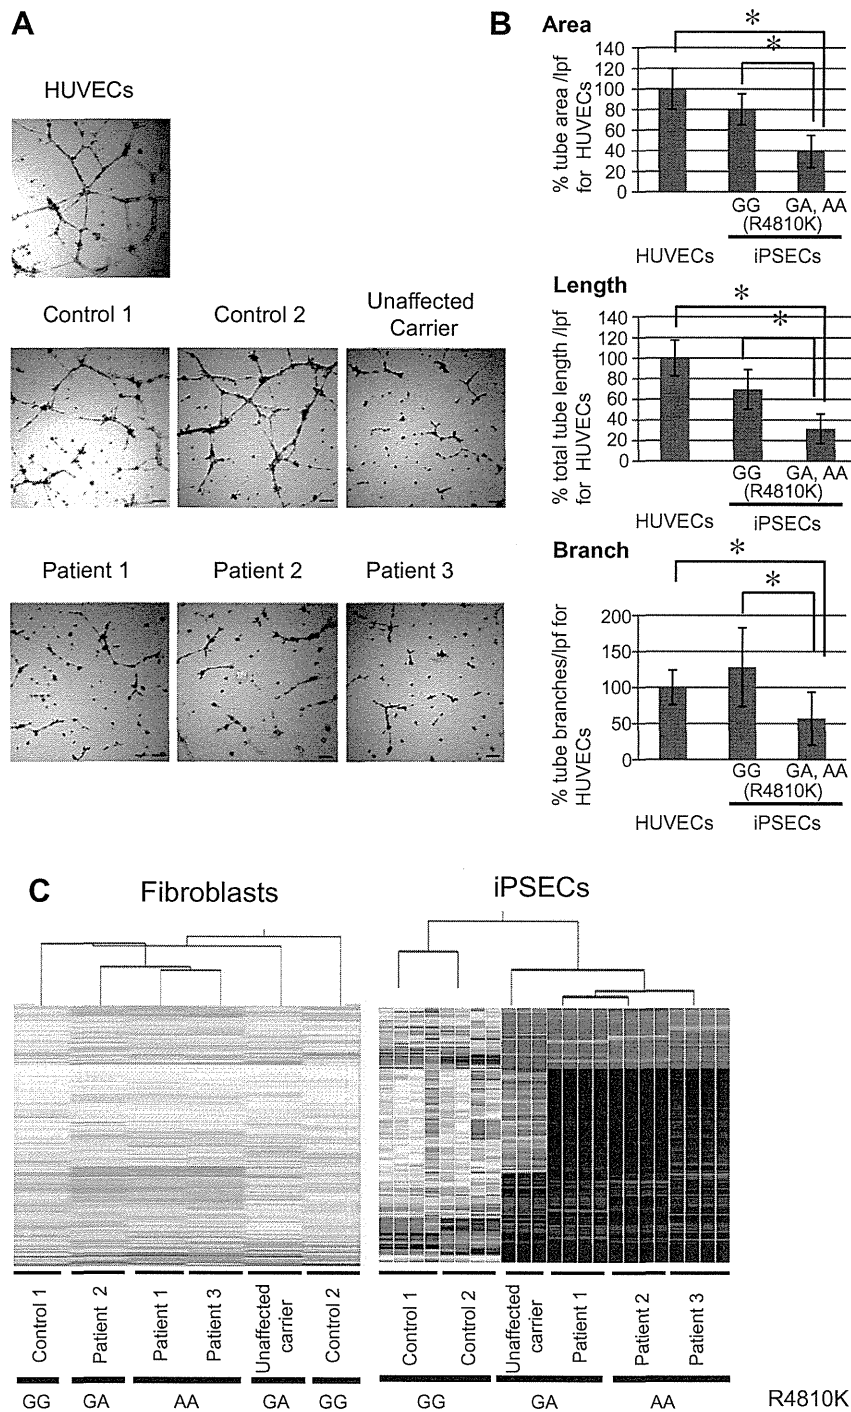 A
HUVECs
Control 1
Control 2
Unaffected
Carrier
Patient 1
Patient 2
Patient 3
B
Area
% tube area /lpf
for HUVECs
140
120
100
80
60
40
20
0
*
*
GG
GA, AA
(R4810K)
HUVECs
iPSECs
Length
% total tube length /lpf
for HUVECs
140
120
100
80
60
40
20
0
*
*
GG
GA, AA
(R4810K)
HUVECs
iPSECs
Branch
% tube branches/lpf for
HUVECs
200
150
100
50
0
*
*
GG
GA, AA
(R4810K)
HUVECs
iPSECs
C
Fibroblasts
iPSECs
Control 1
Patient 2
Patient 1
Patient 3
Unaffected
carrier
Control 2
Control 1
Control 2
Unaffected
carrier
Patient 1
Patient 2
Patient 3
GG
GA
AA
GA
GG
GG
GA
AA
R4810K